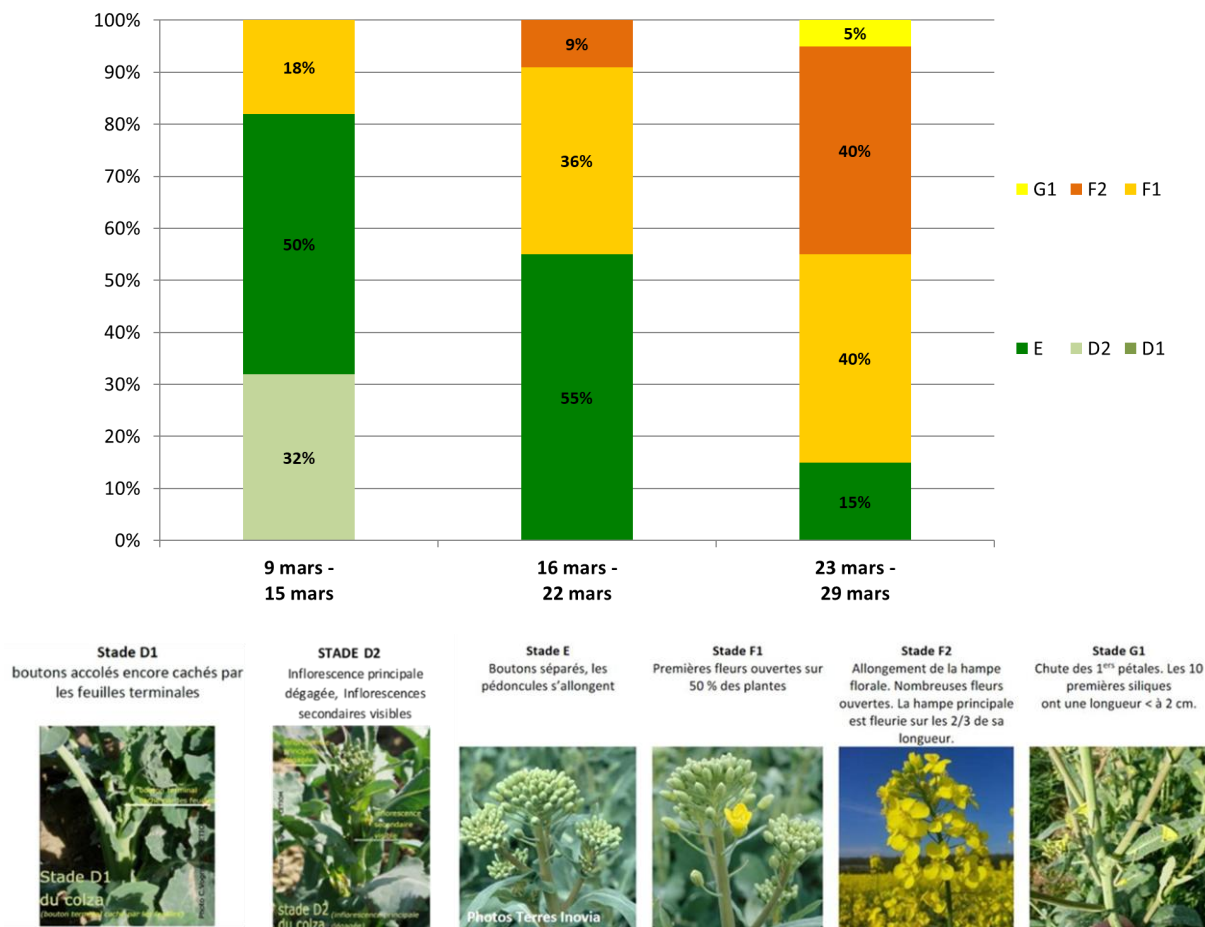 100%
90%
80%
70%
60%
50%
40%
30%
20%
10%
0%
18%
50%
32%
9%
36%
55%
5%
40%
40%
15%
G1 F2 F1
E D2 D1
9 mars -
15 mars
16 mars -
22 mars
23 mars -
29 mars
Stade D1
boutons accolés encore cachés par
les feuilles terminales
STADE D2
Inflorescence principale
dégagée, Inflorescences
secondaires visibles
Stade E
Boutons séparés, les
pédoncules s'allongent
Stade F1
Premières fleurs ouvertes sur
50 % des plantes
Stade F2
Allongement de la hampe
florale. Nombreuses fleurs
ouvertes. La hampe principale
est fleurie sur les 2/3 de sa
longueur.
Stade G1
Chute des 1ers pétales. Les 10
premières siliques
ont une longueur < à 2 cm.
Stade D1
du colza
stade D2
du colza
Photos Terres Inovia